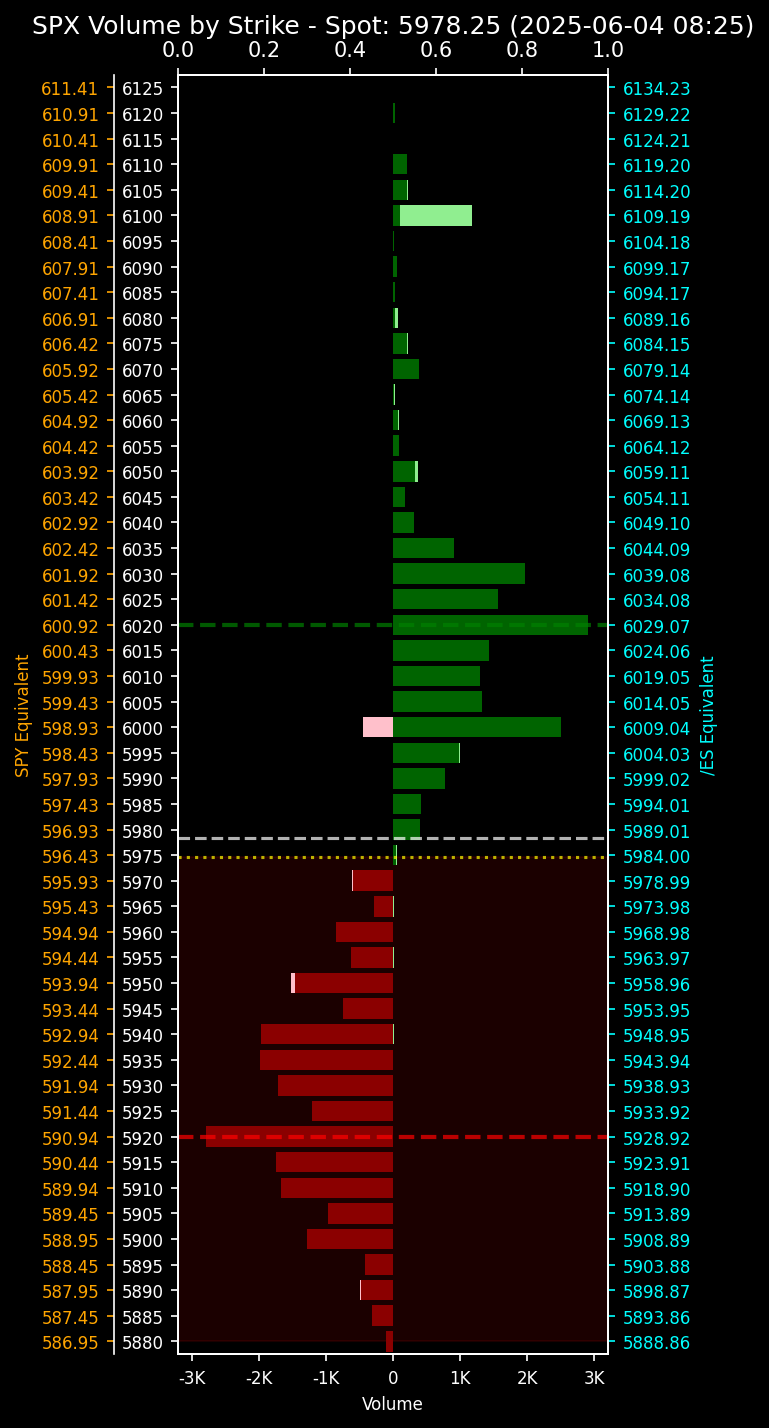 SPX Volume by Strike - Spot: 5978.25 (2025-06-04 08:25)
0.0 0.2 0.4 0.6 0.8 1.0
611.41 6125 6134.23
610.91 6120 6129.22
610.41 6115 6124.21
609.91 6110 6119.20
609.41 6105 6114.20
608.91 6100 6109.19
608.41 6095 6104.18
607.91 6090 6099.17
607.41 6085 6094.17
606.91 6080 6089.16
606.42 6075 6084.15
605.92 6070 6079.14
605.42 6065 6074.14
604.92 6060 6069.13
604.42 6055 6064.12
603.92 6050 6059.11
603.42 6045 6054.11
602.92 6040 6049.10
602.42 6035 6044.09
601.92 6030 6039.08
601.42 6025 6034.08
600.92 6020 6029.07
600.43 6015 6024.06
599.93 6010 6019.05
599.43 6005 6014.05
598.93 6000 6009.04
598.43 5995 6004.03
597.93 5990 5999.02
597.43 5985 5994.01
596.93 5980 5989.01
596.43 5975 5984.00
595.93 5970 5978.99
595.43 5965 5973.98
594.94 5960 5968.98
594.44 5955 5963.97
593.94 5950 5958.96
593.44 5945 5953.95
592.94 5940 5948.95
592.44 5935 5943.94
591.94 5930 5938.93
591.44 5925 5933.92
590.94 5920 5928.92
590.44 5915 5923.91
589.94 5910 5918.90
589.45 5905 5913.89
588.95 5900 5908.89
588.45 5895 5903.88
587.95 5890 5898.87
587.45 5885 5893.86
586.95 5880 5888.86
SPY Equivalent
/ES Equivalent
-3K -2K -1K 0 1K 2K 3K
Volume